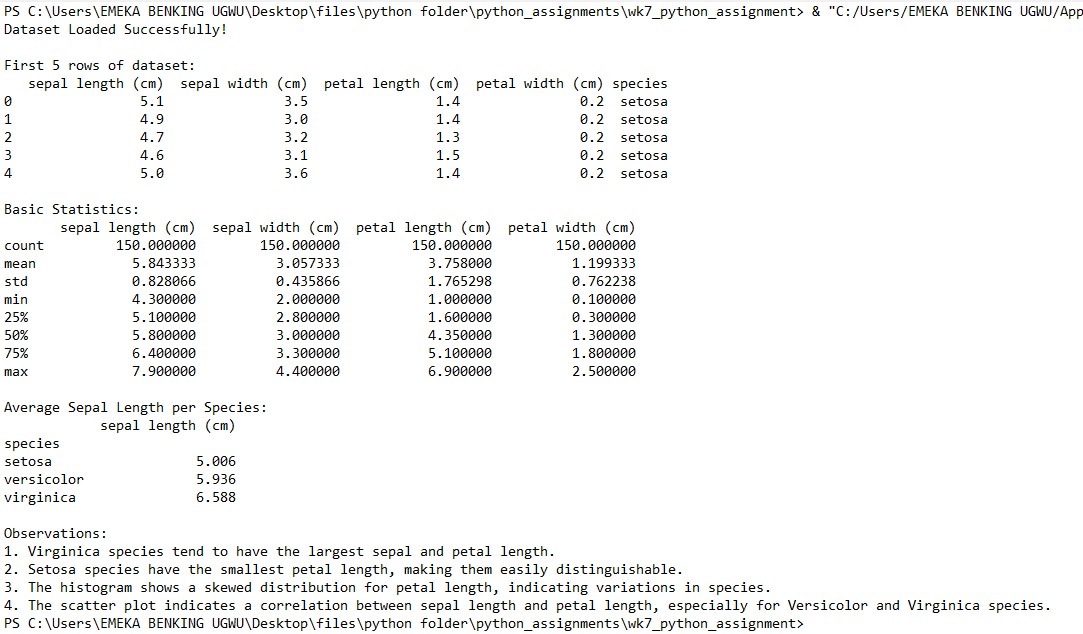 PS C:\Users\EMEKA BENKING UGWU\Desktop\files\python folder\python_assignments\wk7_python_assignment> & "C:/Users/EMEKA BENKING UGWU/App
Dataset Loaded Successfully!
First 5 rows of dataset:
   sepal length (cm)  sepal width (cm)  petal length (cm)  petal width (cm) species
0                5.1               3.5                1.4               0.2  setosa
1                4.9               3.0                1.4               0.2  setosa
2                4.7               3.2                1.3               0.2  setosa
3                4.6               3.1                1.5               0.2  setosa
4                5.0               3.6                1.4               0.2  setosa
Basic Statistics:
       sepal length (cm)  sepal width (cm)  petal length (cm)  petal width (cm)
count         150.000000        150.000000         150.000000        150.000000
mean            5.843333          3.057333           3.758000          1.199333
std             0.828066          0.435866           1.765298          0.762238
min             4.300000          2.000000           1.000000          0.100000
25%             5.100000          2.800000           1.600000          0.300000
50%             5.800000          3.000000           4.350000          1.300000
75%             6.400000          3.300000           5.100000          1.800000
max             7.900000          4.400000           6.900000          2.500000
Average Sepal Length per Species:
            sepal length (cm)
species
setosa                  5.006
versicolor              5.936
virginica               6.588
Observations:
1. Virginica species tend to have the largest sepal and petal length.
2. Setosa species have the smallest petal length, making them easily distinguishable.
3. The histogram shows a skewed distribution for petal length, indicating variations in species.
4. The scatter plot indicates a correlation between sepal length and petal length, especially for Versicolor and Virginica species.
PS C:\Users\EMEKA BENKING UGWU\Desktop\files\python folder\python_assignments\wk7_python_assignment>